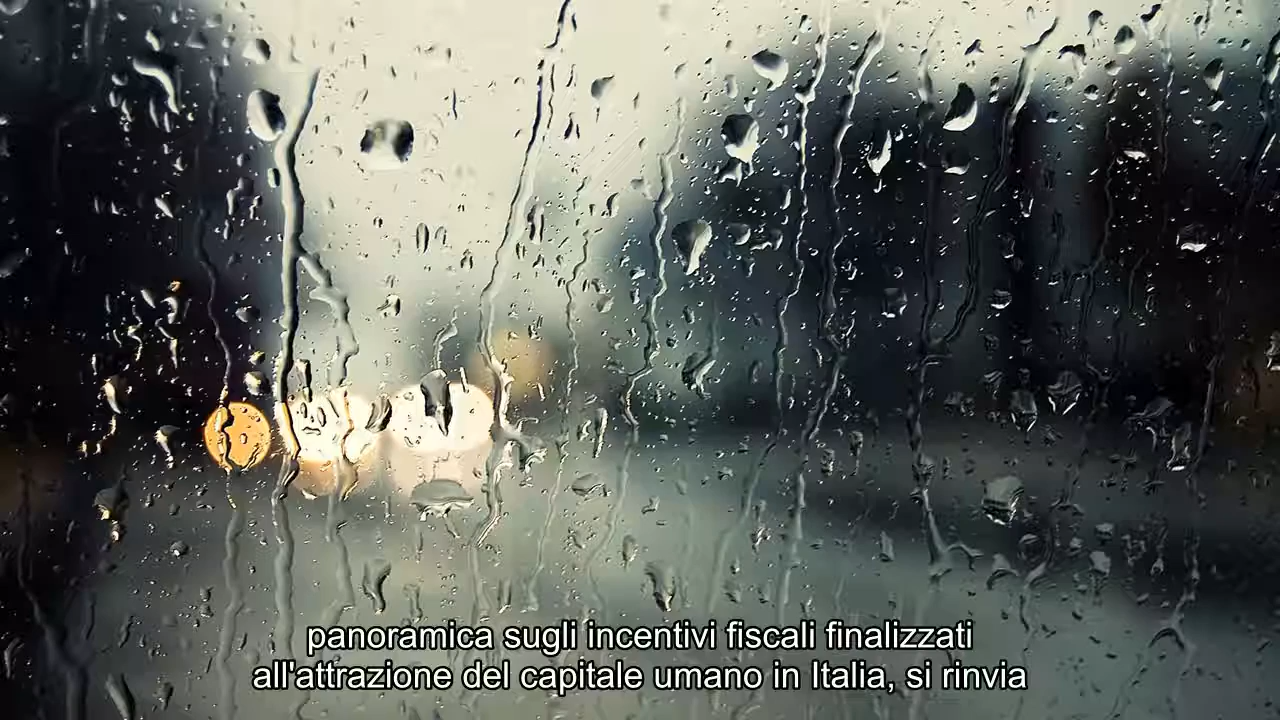 panoramica sugli incentivi fiscali finalizzati
all'attrazione del capitale umano in Italia, si rinvia